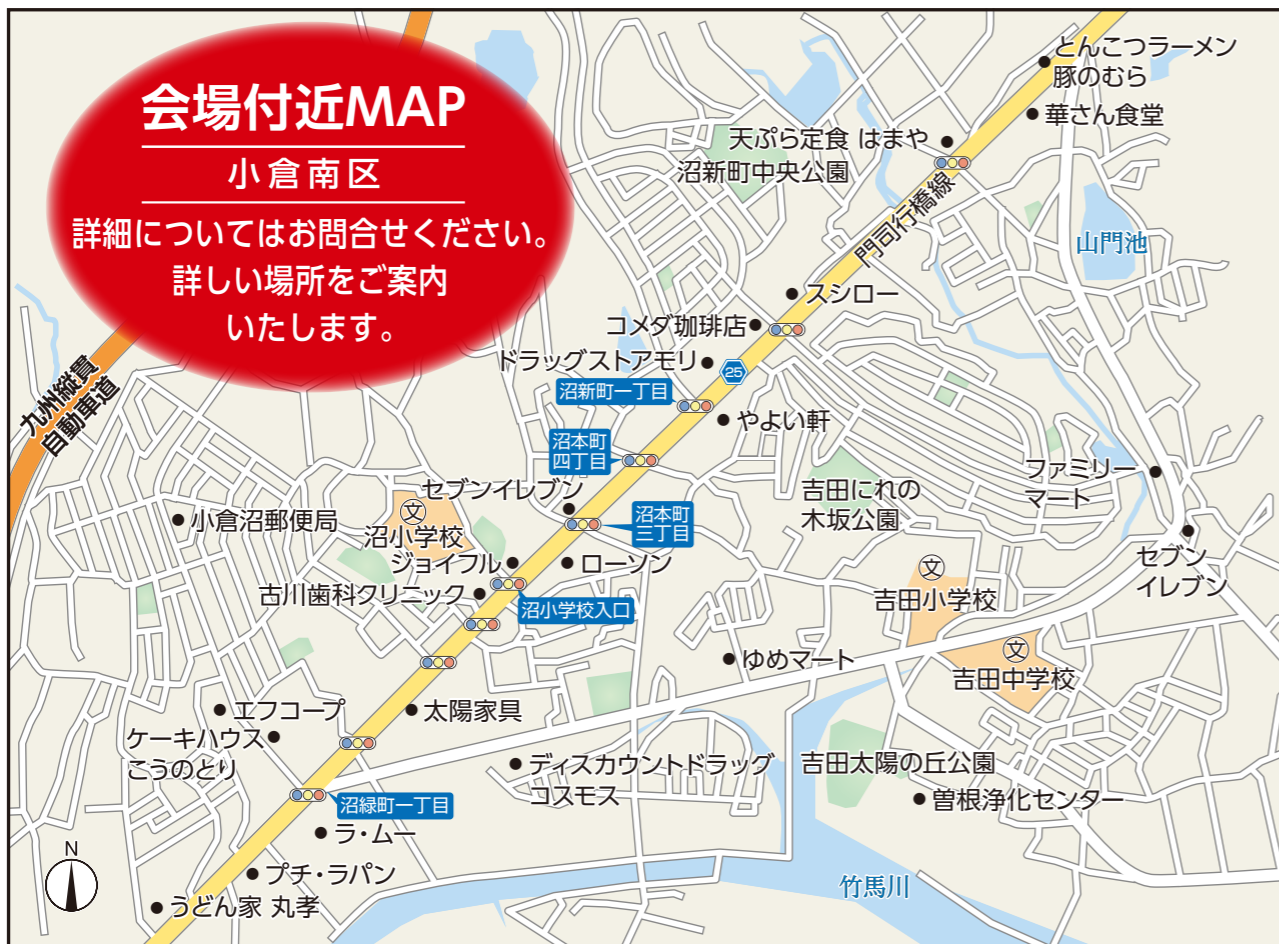 会場付近MAP
小倉南区
詳細についてはお問合せください。
詳しい場所をご案内
いたします。
とんこつラーメン
豚のむら
華さん食堂
天ぷら定食 はまや
沼新町中央公園
門司行橋線
山門池
スシロー
コメダ珈琲店
ドラッグストアモリ
25
沼新町一丁目
やよい軒
九州縦貫
自動車道
沼本町
四丁目
ファミリー
マート
セブンイレブン
吉田にれの
木坂公園
文
小倉沼郵便局
沼小学校
沼本町
三丁目
セブン
イレブン
ジョイフル
ローソン
文
古川歯科クリニック
吉田小学校
沼小学校入口
文
ゆめマート
吉田中学校
エフコープ
太陽家具
ケーキハウス
こうのとり
ディスカウントドラッグ
コスモス
吉田太陽の丘公園
曽根浄化センター
沼緑町一丁目
ラ・ムー
N
プチ・ラパン
竹馬川
うどん家 丸孝